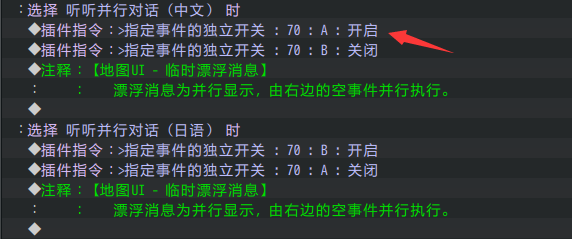 ：选择 听听并行对话（中文） 时
◆插件指令：>指定事件的独立开关 : 70 : A : 开启
◆插件指令：>指定事件的独立开关 : 70 : B : 关闭
◆注释：【地图UI - 临时漂浮消息】
：　　：　　漂浮消息为并行显示，由右边的空事件并行执行。
◆
：选择 听听并行对话（日语） 时
◆插件指令：>指定事件的独立开关 : 70 : B : 开启
◆插件指令：>指定事件的独立开关 : 70 : A : 关闭
◆注释：【地图UI - 临时漂浮消息】
：　　：　　漂浮消息为并行显示，由右边的空事件并行执行。
◆